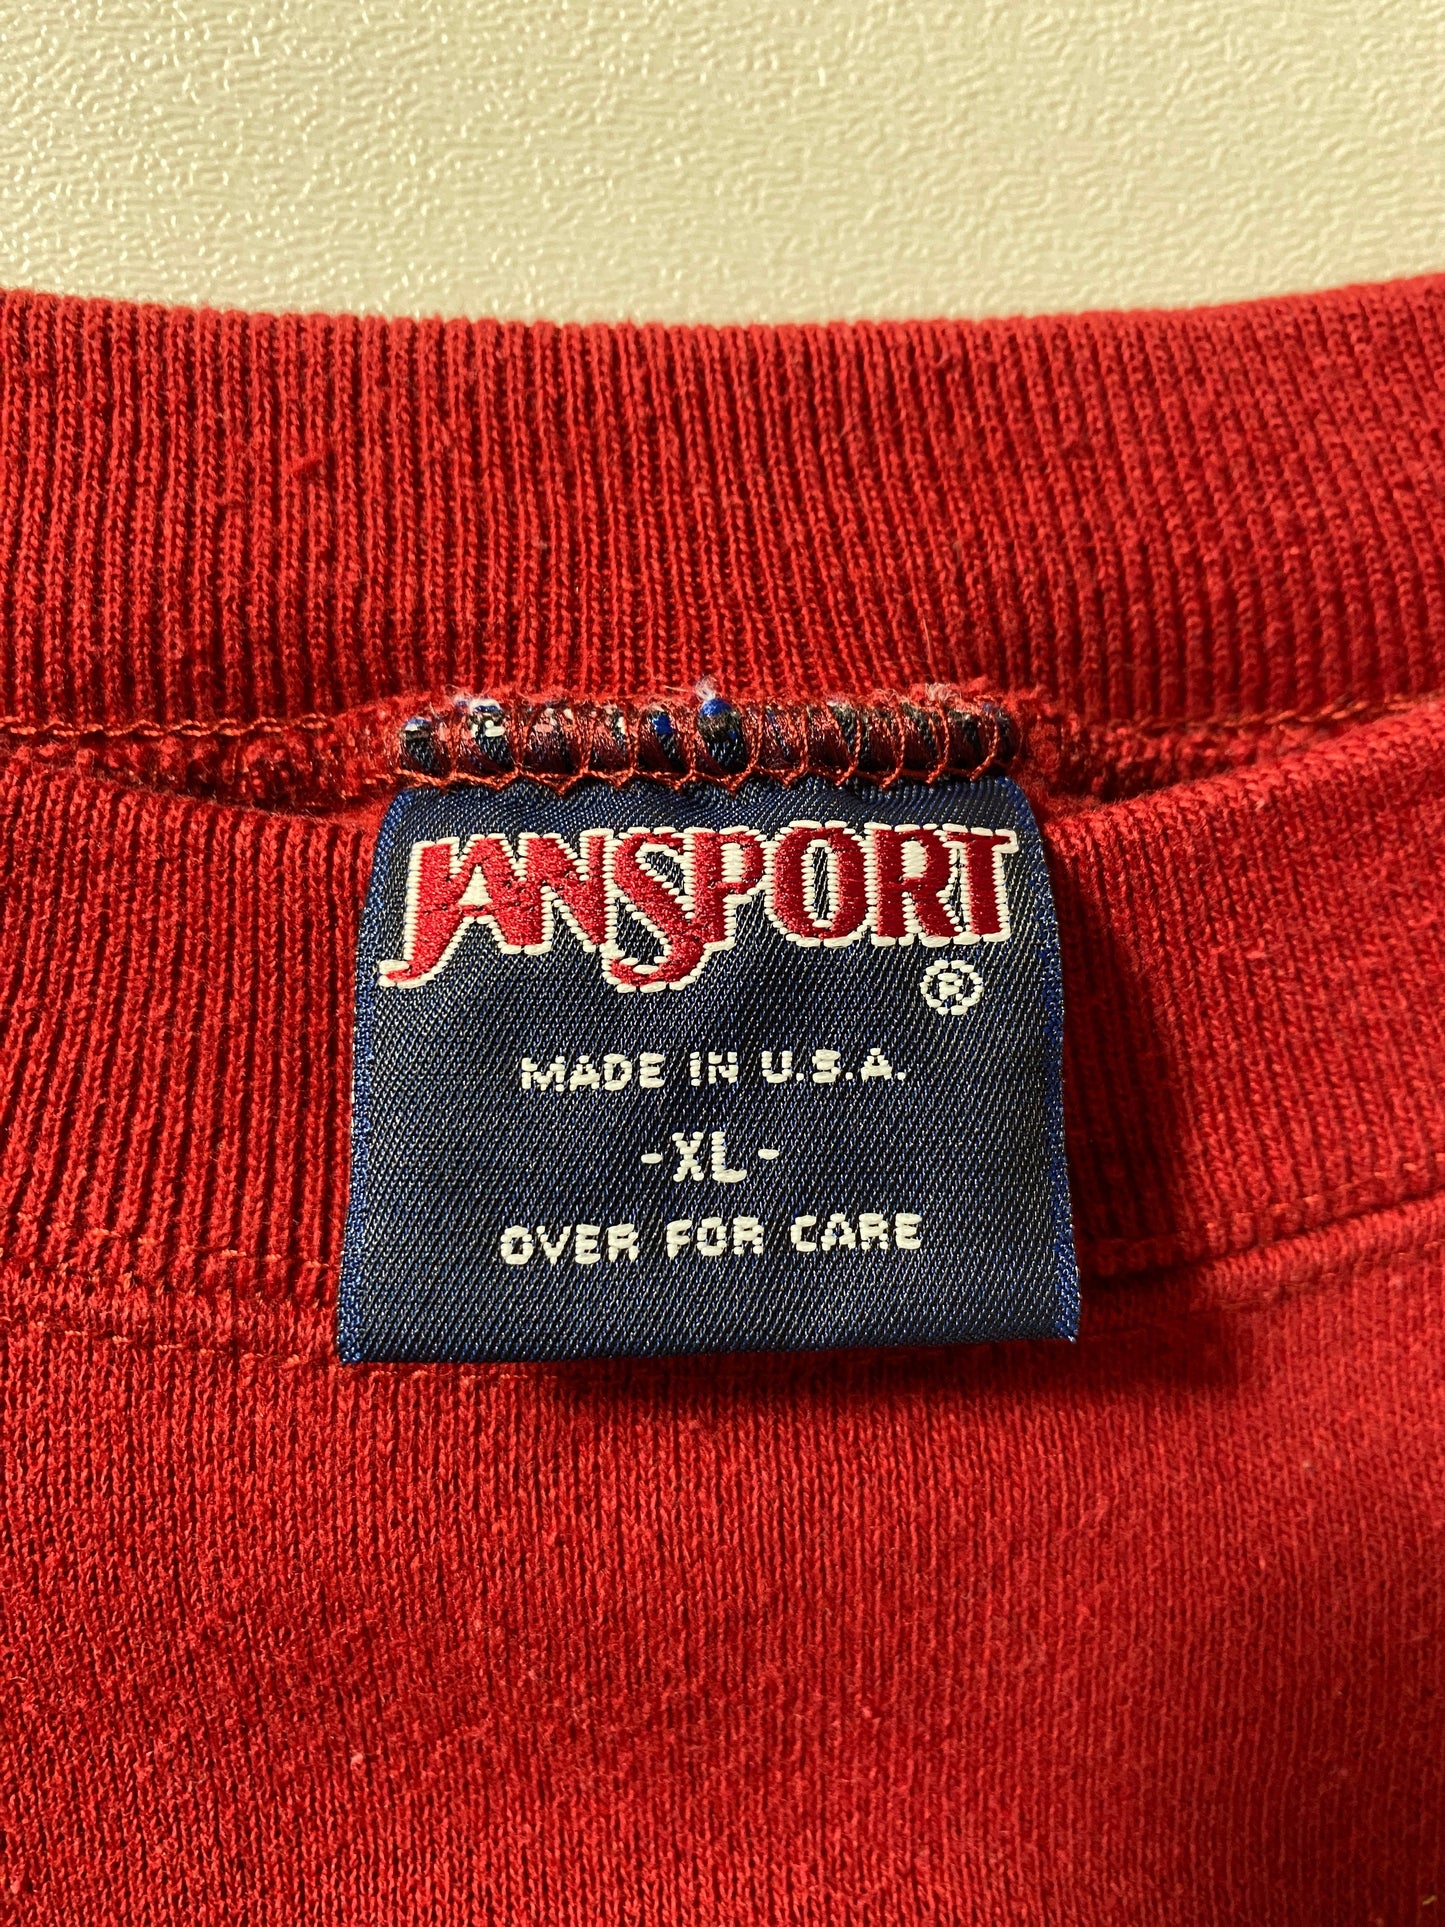 JANSPORT
®
MADE IN U.S.A.
-XL-
OVER FOR CARE